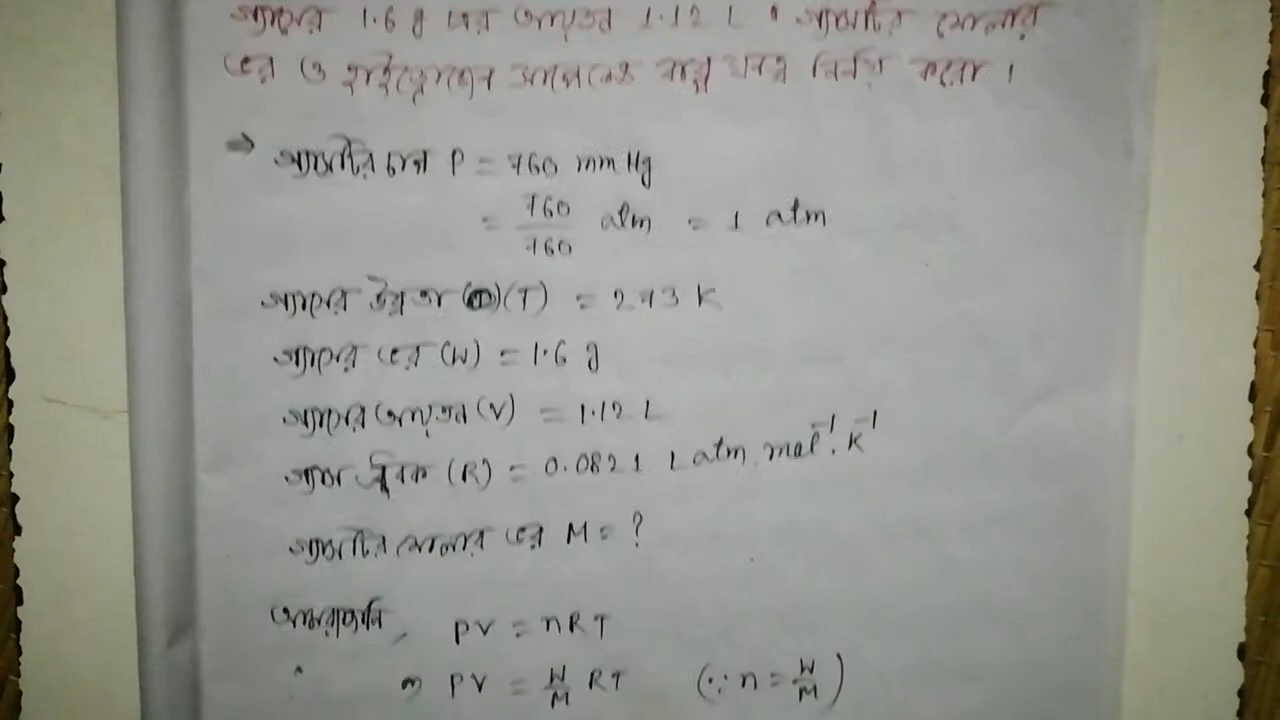 গ্যাসের 1.6 g এর আয়তন 1.12 L । গ্যাসটির মোলার
ভর ও হাইড্রোজেন সাপেক্ষে বাষ্প ঘনত্ব নির্ণয় করো ।
⇒ গ্যাসটির চাপ P = 760 mm Hg
= 760/760 atm = 1 atm
গ্যাসের উষ্ণতা (T) = 273 K
গ্যাসের ভর (W) = 1.6 g
গ্যাসের আয়তন (V) = 1.12 L
গ্যাস ধ্রুবক (R) = 0.0821 L atm. mol⁻¹. K⁻¹
গ্যাসটির মোলার ভর M = ?
আমরা জানি, PV = nRT
∴ বা PV = W/M RT (∵ n = W/M)